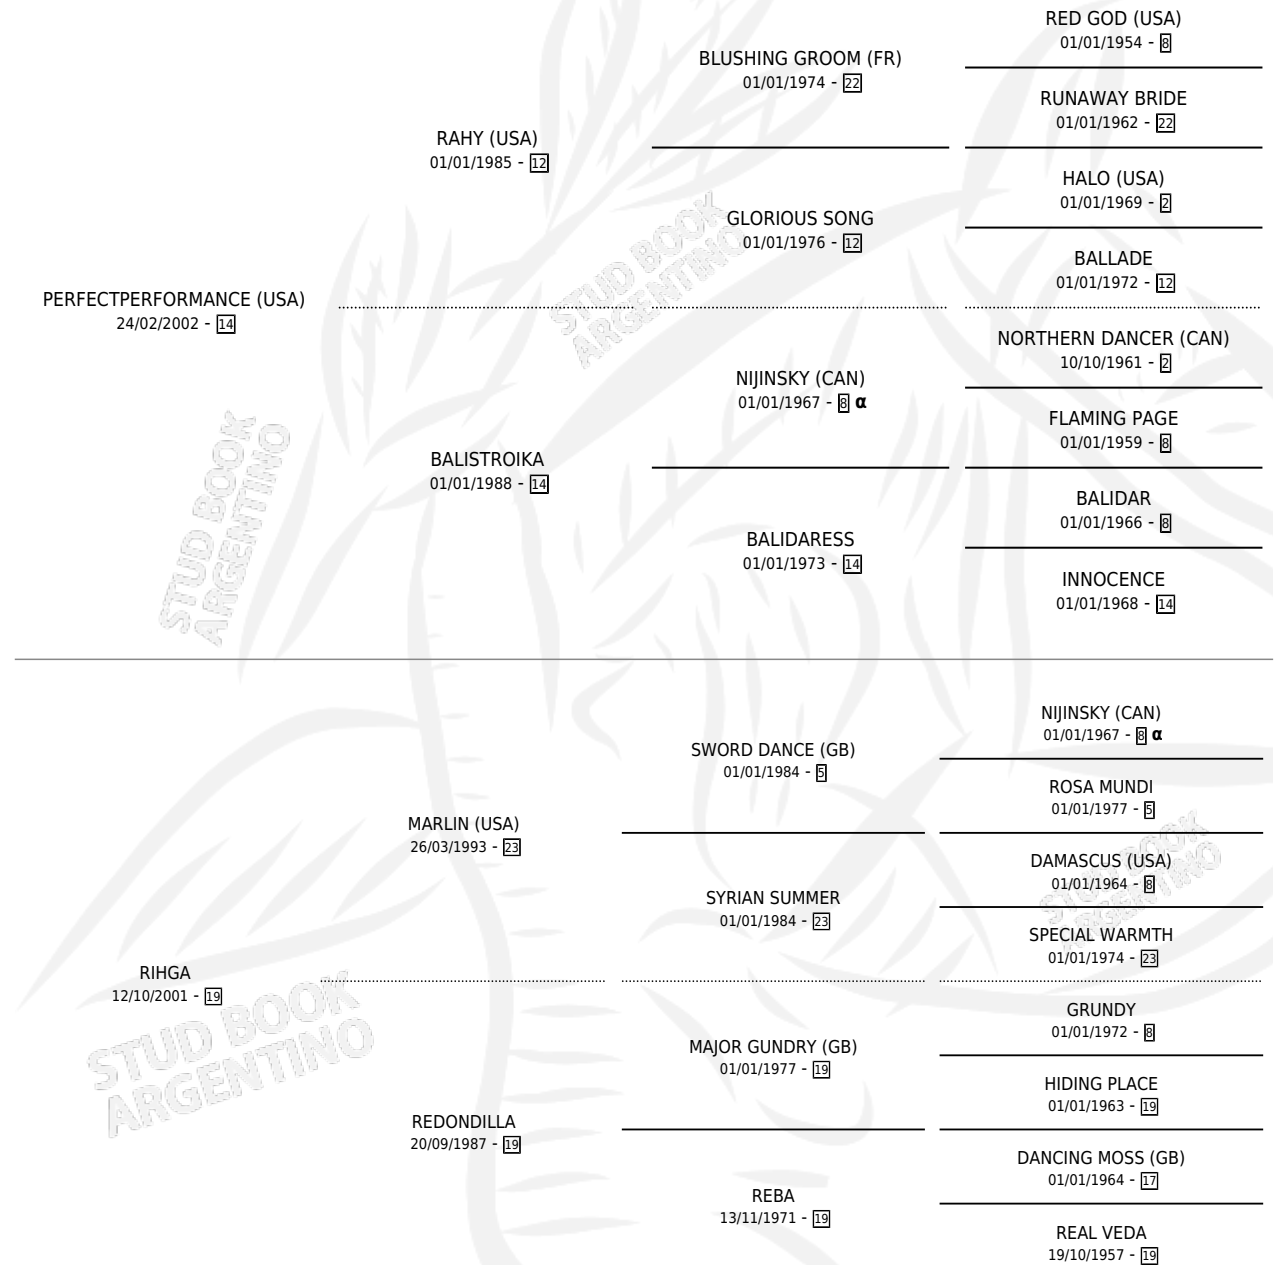 RED GOD (USA)
01/01/1954 - 8
BLUSHING GROOM (FR)
01/01/1974 - 22
RUNAWAY BRIDE
01/01/1962 - 22
RAHY (USA)
01/01/1985 - 12
HALO (USA)
01/01/1969 - 2
GLORIOUS SONG
01/01/1976 - 12
BALLADE
01/01/1972 - 12
PERFECTPERFORMANCE (USA)
24/02/2002 - 14
NORTHERN DANCER (CAN)
10/10/1961 - 2
NIJINSKY (CAN)
01/01/1967 - 8 α
FLAMING PAGE
01/01/1959 - 8
BALISTROIKA
01/01/1988 - 14
BALIDAR
01/01/1966 - 8
BALIDARESS
01/01/1973 - 14
INNOCENCE
01/01/1968 - 14
NIJINSKY (CAN)
01/01/1967 - 8 α
SWORD DANCE (GB)
01/01/1984 - 5
ROSA MUNDI
01/01/1977 - 5
MARLIN (USA)
26/03/1993 - 23
DAMASCUS (USA)
01/01/1964 - 8
SYRIAN SUMMER
01/01/1984 - 23
SPECIAL WARMTH
01/01/1974 - 23
RIHGA
12/10/2001 - 19
GRUNDY
01/01/1972 - 8
MAJOR GUNDRY (GB)
01/01/1977 - 19
HIDING PLACE
01/01/1963 - 19
REDONDILLA
20/09/1987 - 19
DANCING MOSS (GB)
01/01/1964 - 17
REBA
13/11/1971 - 19
REAL VEDA
19/10/1957 - 19
STUD BOOK
ARGENTINO
STUD BOOK
ARGENTINO
STUD BOOK
ARGENTINO
STUD BOOK
ARGENTINO